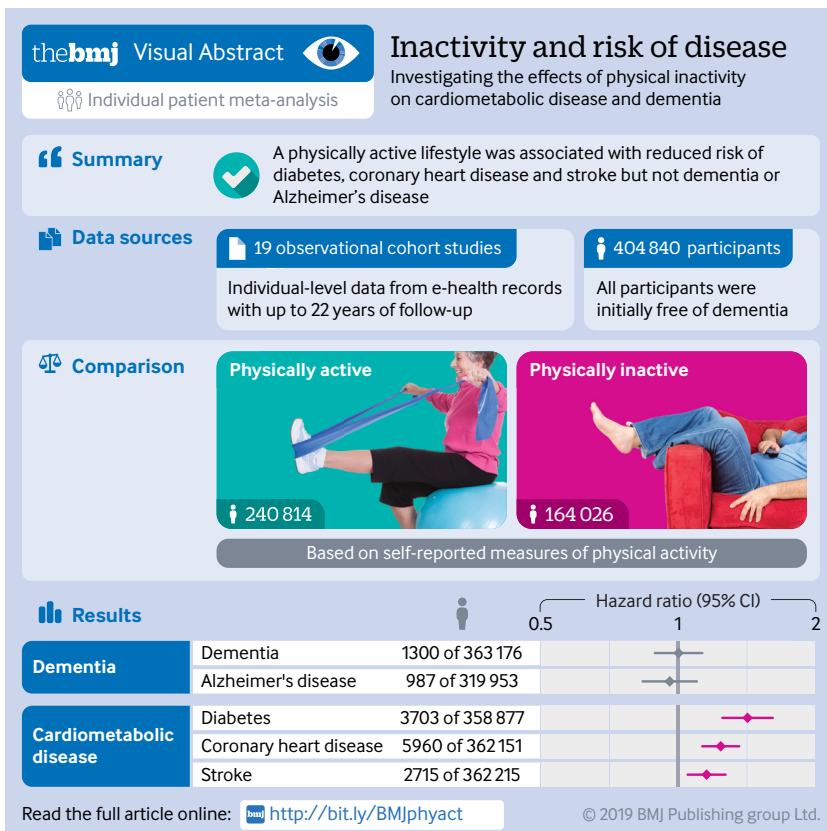 thebmj Visual Abstract
Individual patient meta-analysis
Inactivity and risk of disease
Investigating the effects of physical inactivity
on cardiometabolic disease and dementia
Summary
A physically active lifestyle was associated with reduced risk of
diabetes, coronary heart disease and stroke but not dementia or
Alzheimer's disease
Data sources
19 observational cohort studies
Individual-level data from e-health records
with up to 22 years of follow-up
404 840 participants
All participants were
initially free of dementia
Comparison
Physically active
240 814
Physically inactive
164 026
Based on self-reported measures of physical activity
Results
Hazard ratio (95% CI)
0.5 1 2
Dementia
Dementia 1300 of 363 176
Alzheimer's disease 987 of 319 953
Cardiometabolic
disease
Diabetes 3703 of 358 877
Coronary heart disease 5960 of 362 151
Stroke 2715 of 362 215
Read the full article online: bmj http://bit.ly/BMJphyact
© 2019 BMJ Publishing group Ltd.